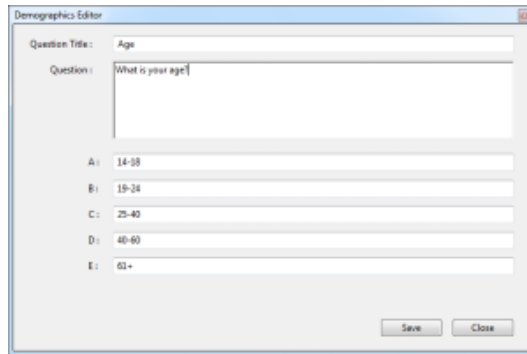 Demographics Editor
Question Title : Age
Question : What is your age?
A : 14-18
B : 19-24
C : 25-40
D : 40-60
E : 61+
Save Close